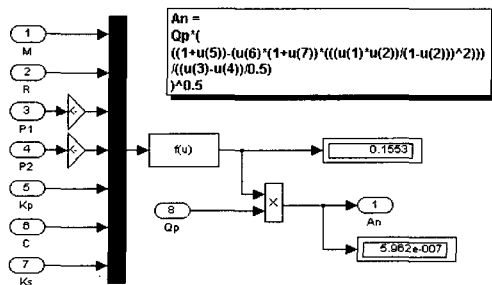 An =
Qp*(
((1+u(5))-(u(6)*(1+u(7))*(((u(1)*u(2))/(1-u(2)))^2)))
/((u(3)-u(4))/0.5)
)^0.5
1
M
2
R
3
P1
4
P2
5
Kp
6
C
7
Ks
f(u)
0.1553
8
Qp
×
1
An
5.962e-007